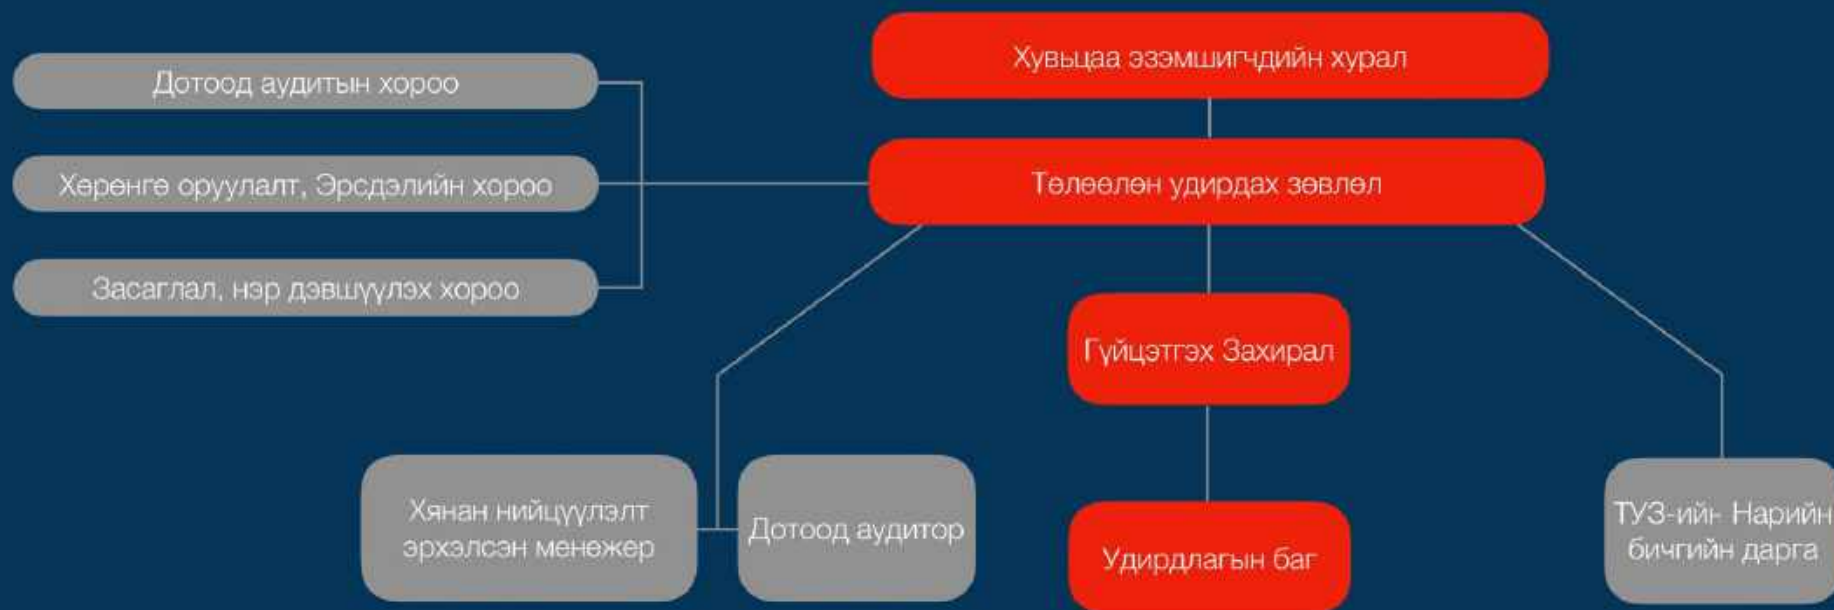 Хувьцаа эзэмшигчдийн хурал
Дотоод аудитын хороо
Хөрөнгө оруулалт, Эрсдэлийн хороо
Төлөөлөн удирдах зөвлөл
Засаглал, нэр дэвшүүлэх хороо
Гүйцэтгэх Захирал
Хянан нийцүүлэлт
эрхэлсэн менежер
Дотоод аудитор
Удирдлагын баг
ТУЗ-ийн Нарийн
бичгийн дарга